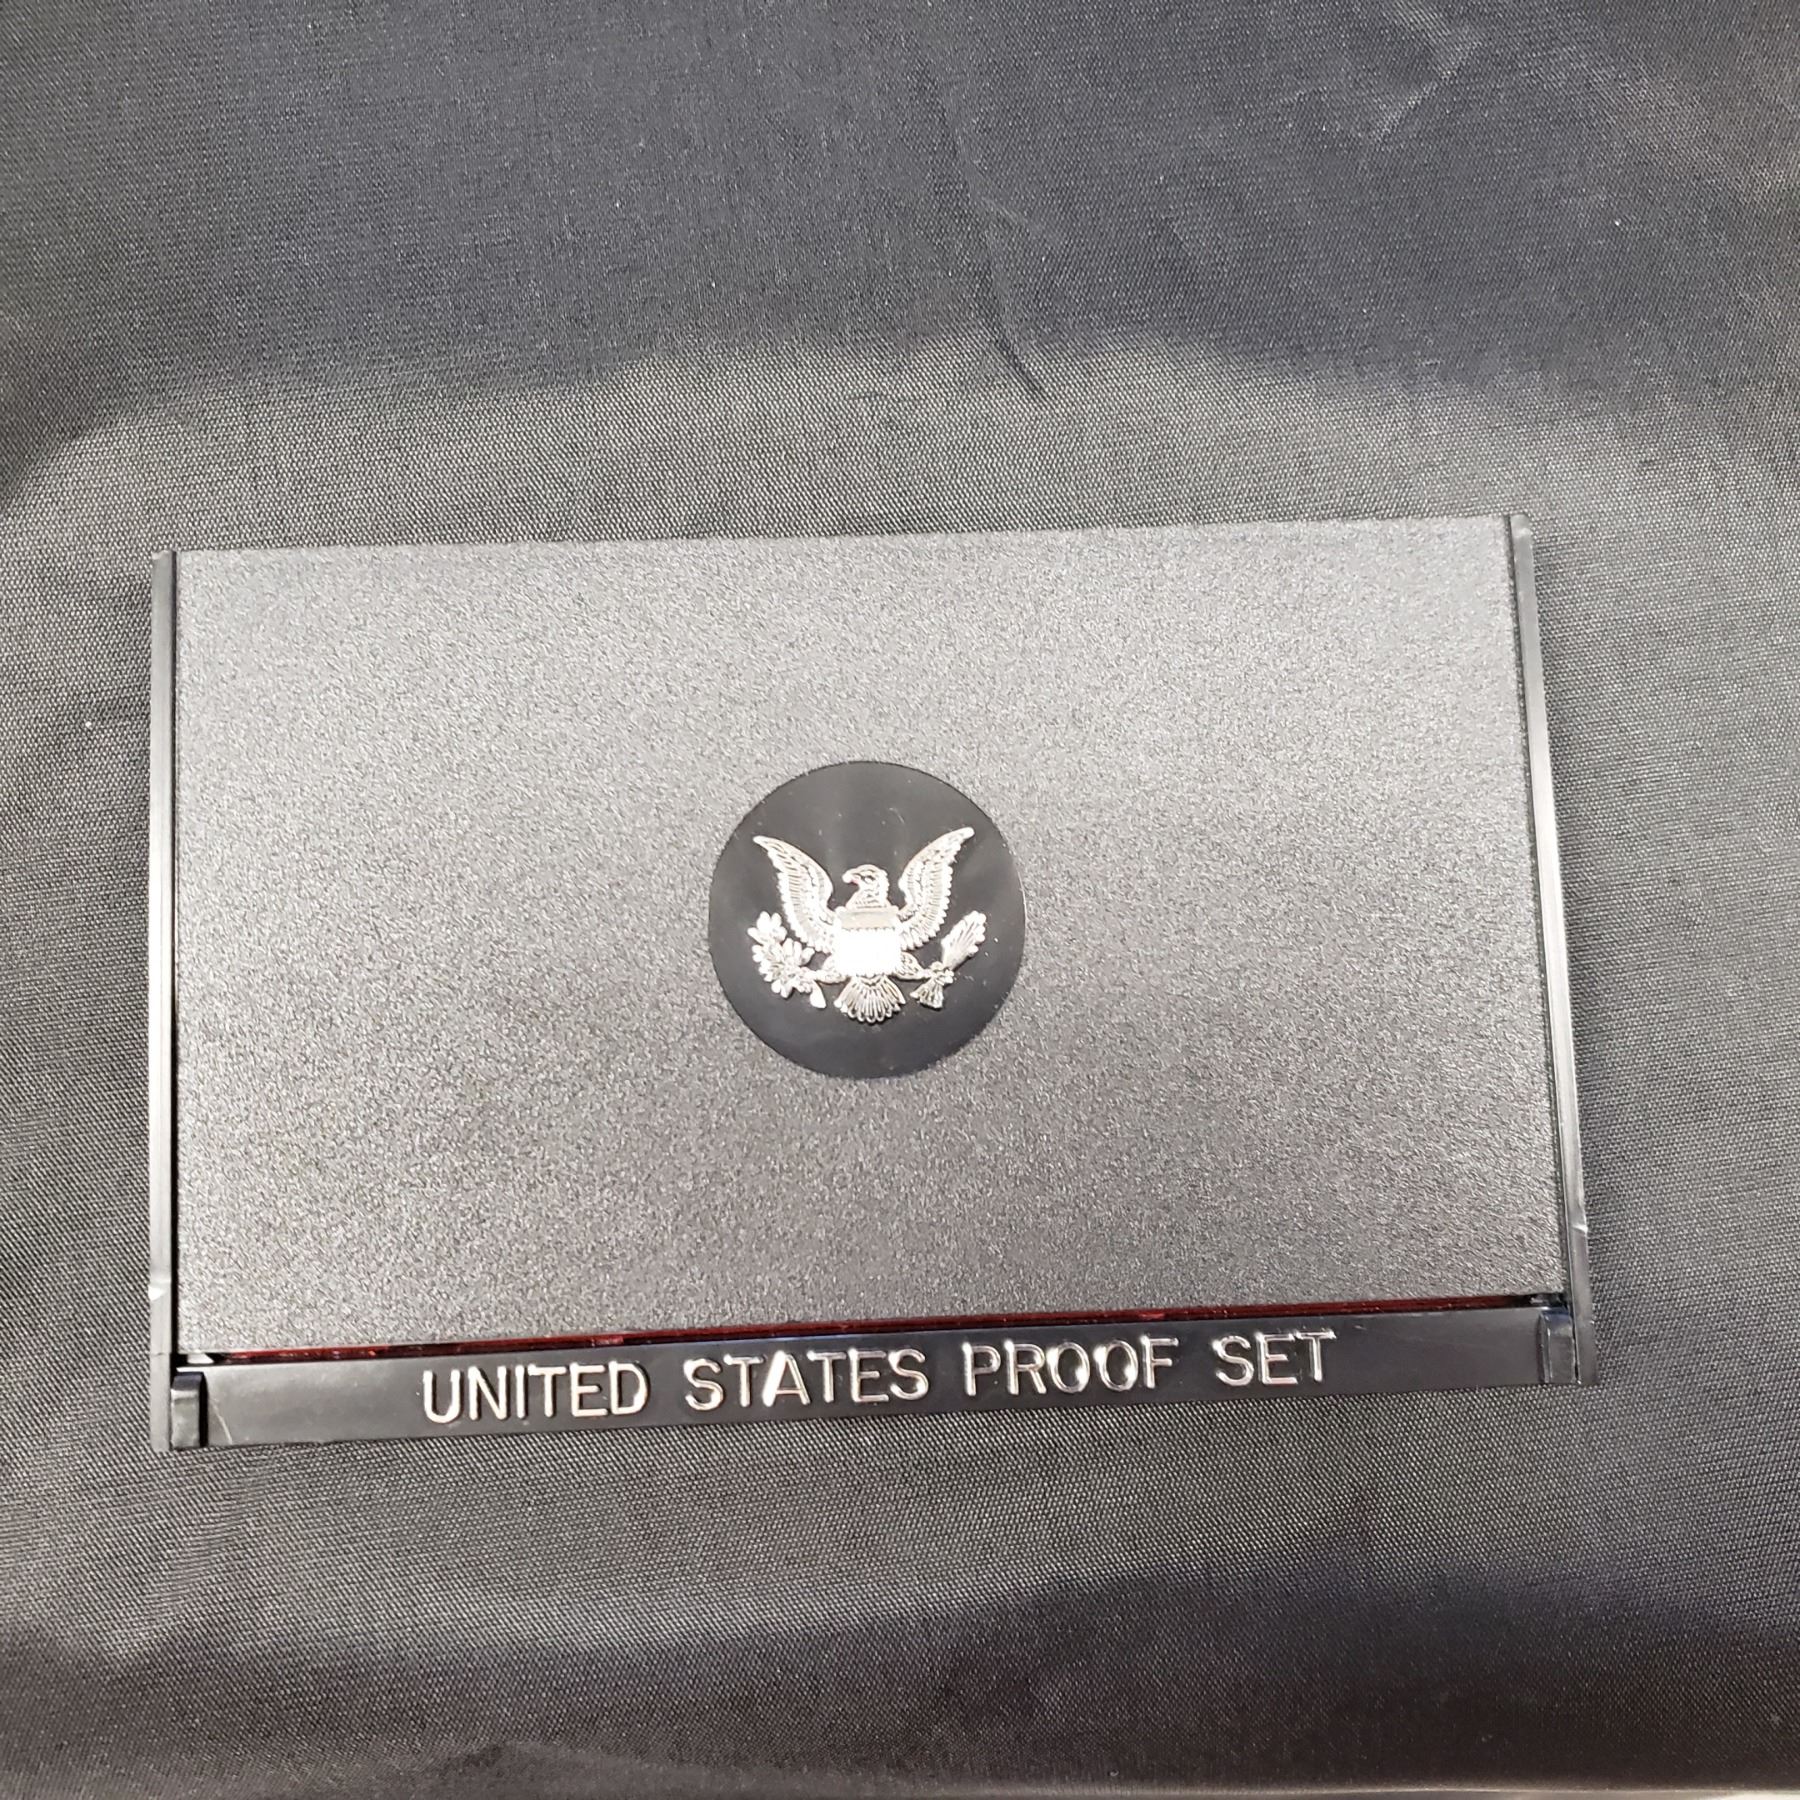 UNITED STATES PROOF SET